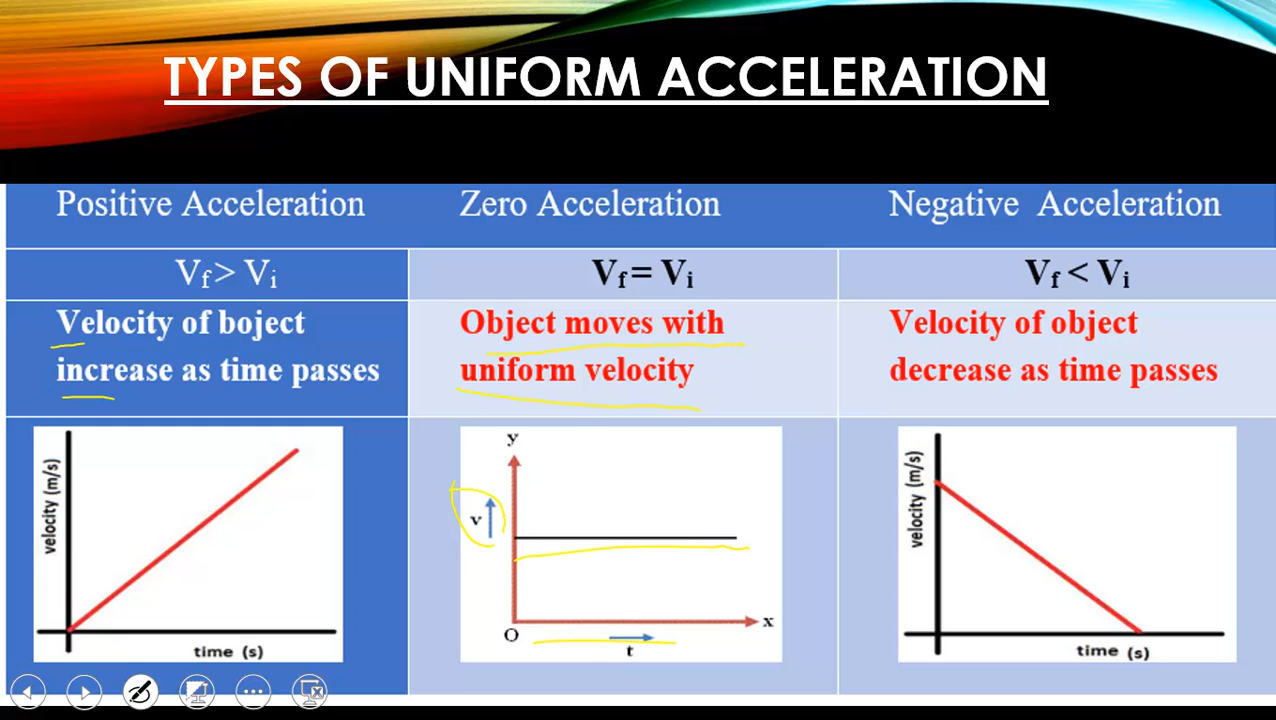 TYPES OF UNIFORM ACCELERATION
Positive Acceleration
Zero Acceleration
Negative Acceleration
Vf > Vi
Vf = Vi
Vf < Vi
Velocity of boject
increase as time passes
Object moves with
uniform velocity
Velocity of object
decrease as time passes
velocity (m/s)
time (s)
y
v
O
x
t
velocity (m/s)
time (s)